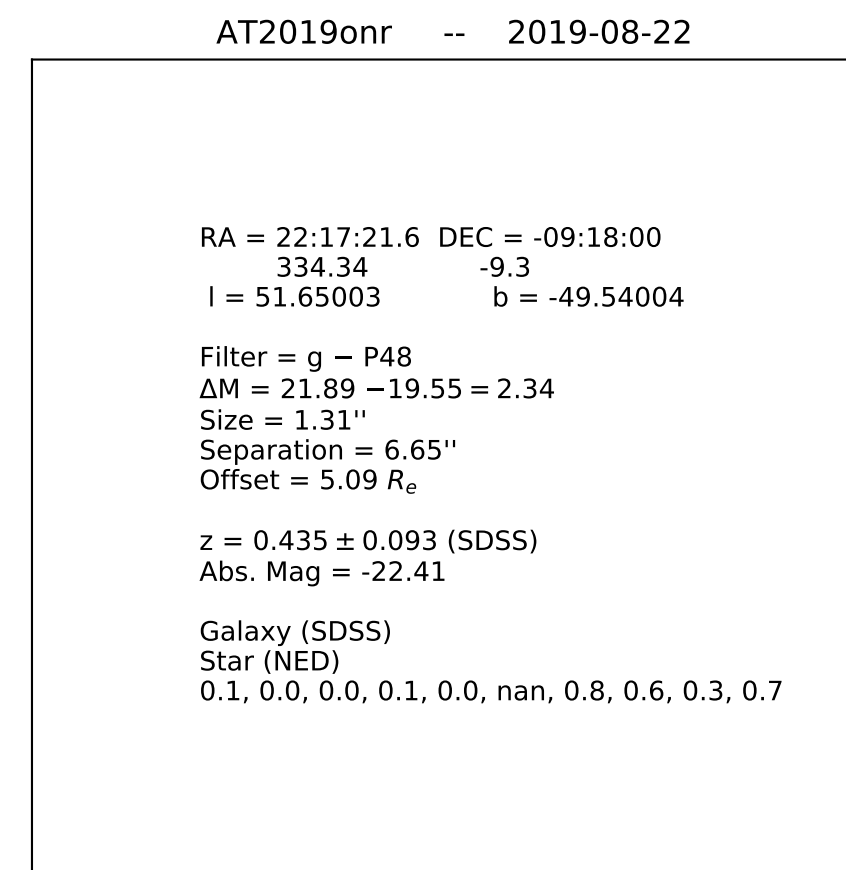 AT2019onr -- 2019-08-22
RA = 22:17:21.6 DEC = -09:18:00
334.34 -9.3
l = 51.65003 b = -49.54004
Filter = g − P48
ΔM = 21.89 −19.55 = 2.34
Size = 1.31''
Separation = 6.65''
Offset = 5.09 Rₑ
z = 0.435 ± 0.093 (SDSS)
Abs. Mag = -22.41
Galaxy (SDSS)
Star (NED)
0.1, 0.0, 0.0, 0.1, 0.0, nan, 0.8, 0.6, 0.3, 0.7